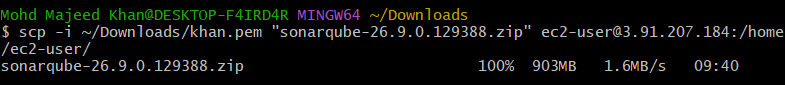 Mohd Majeed Khan@DESKTOP-F4IRD4R MINGW64 ~/Downloads
$ scp -i ~/Downloads/khan.pem "sonarqube-26.9.0.129388.zip" ec2-user@3.91.207.184:/home
/ec2-user/
sonarqube-26.9.0.129388.zip 100% 903MB 1.6MB/s 09:40